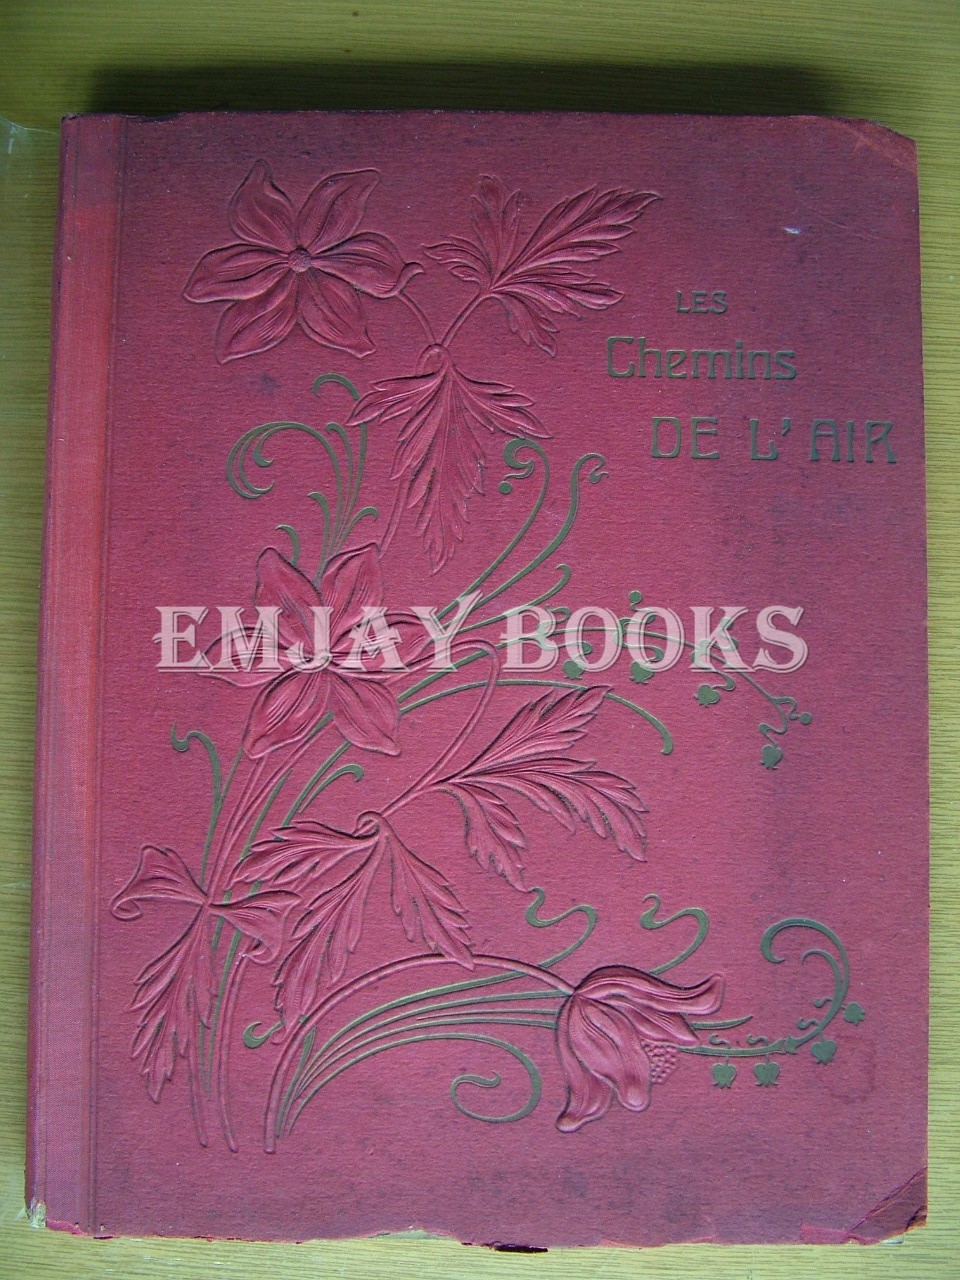 LES
Chemins
DE L'AIR
EMJAY BOOKS